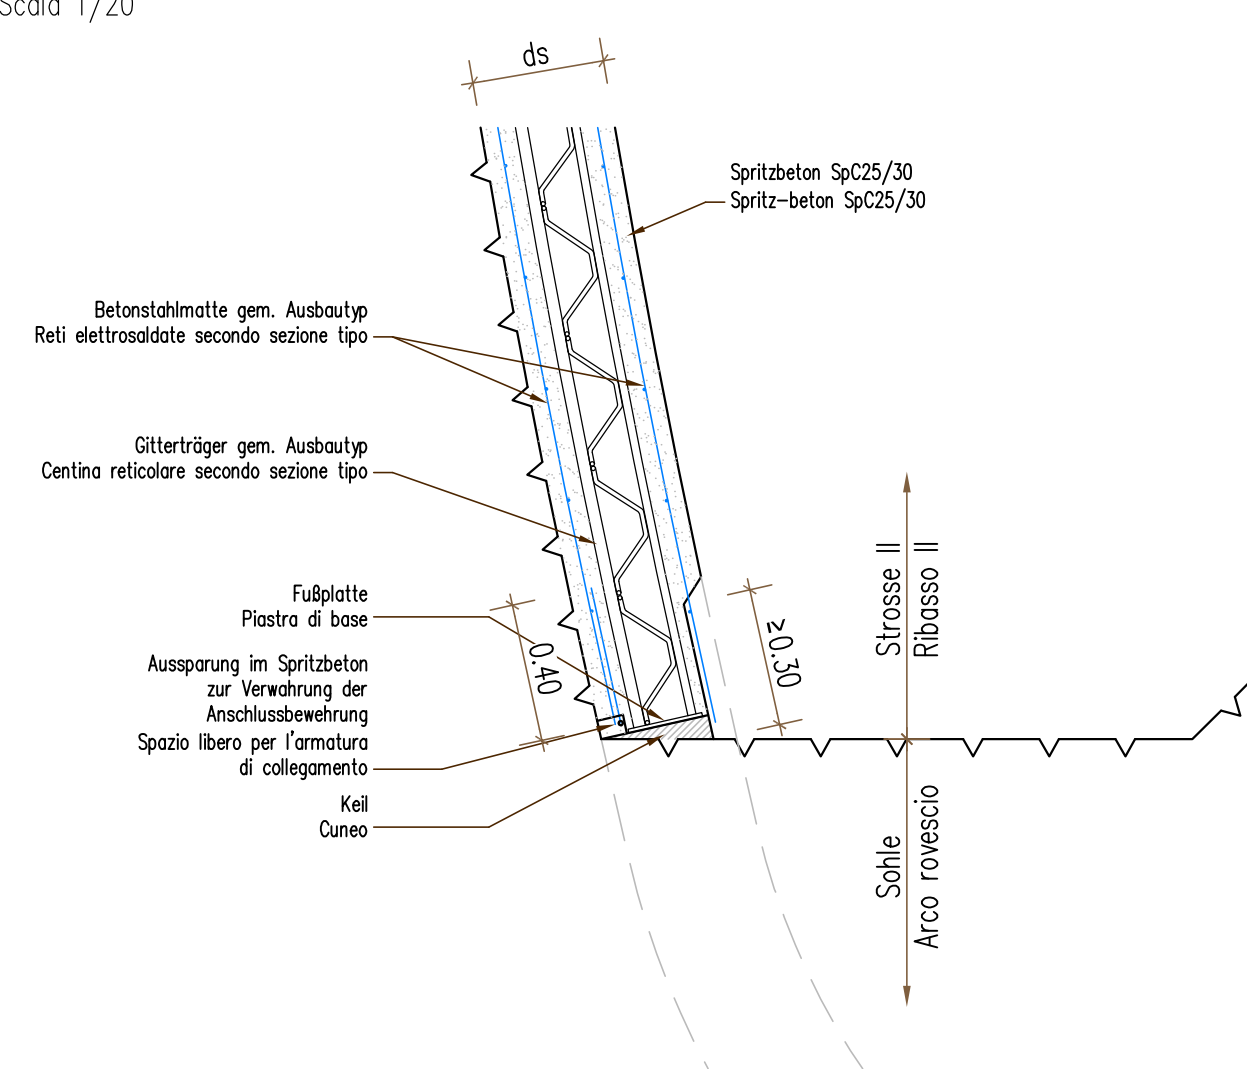 Scala 1/20
ds
Spritzbeton SpC25/30
Spritz-beton SpC25/30
Betonstahlmatte gem. Ausbautyp
Reti elettrosaldate secondo sezione tipo
Gitterträger gem. Ausbautyp
Centina reticolare secondo sezione tipo
Fußplatte
Piastra di base
Aussparung im Spritzbeton
zur Verwahrung der
Anschlussbewehrung
Spazio libero per l'armatura
di collegamento
Keil
Cuneo
0.40
≥0.30
Strosse II
Ribasso II
Sohle
Arco rovescio